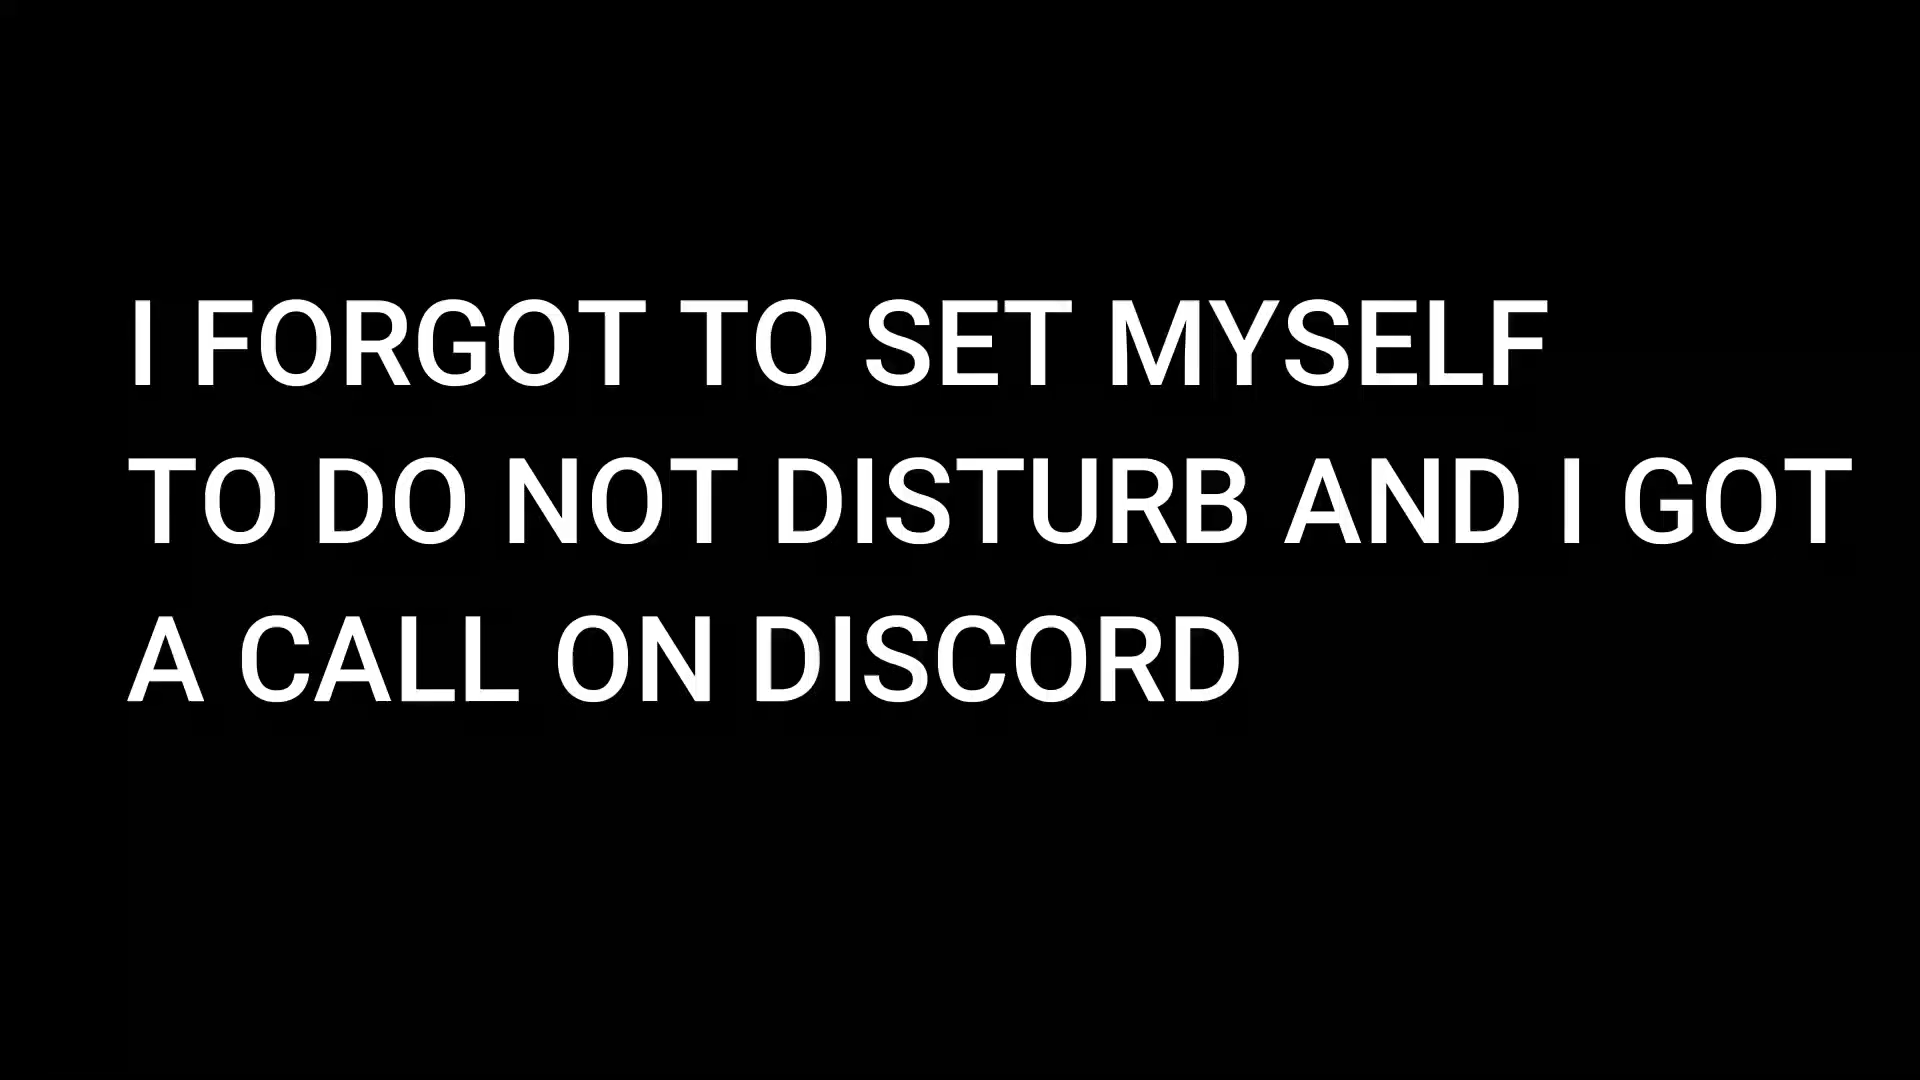 I FORGOT TO SET MYSELF
TO DO NOT DISTURB AND I GOT
A CALL ON DISCORD